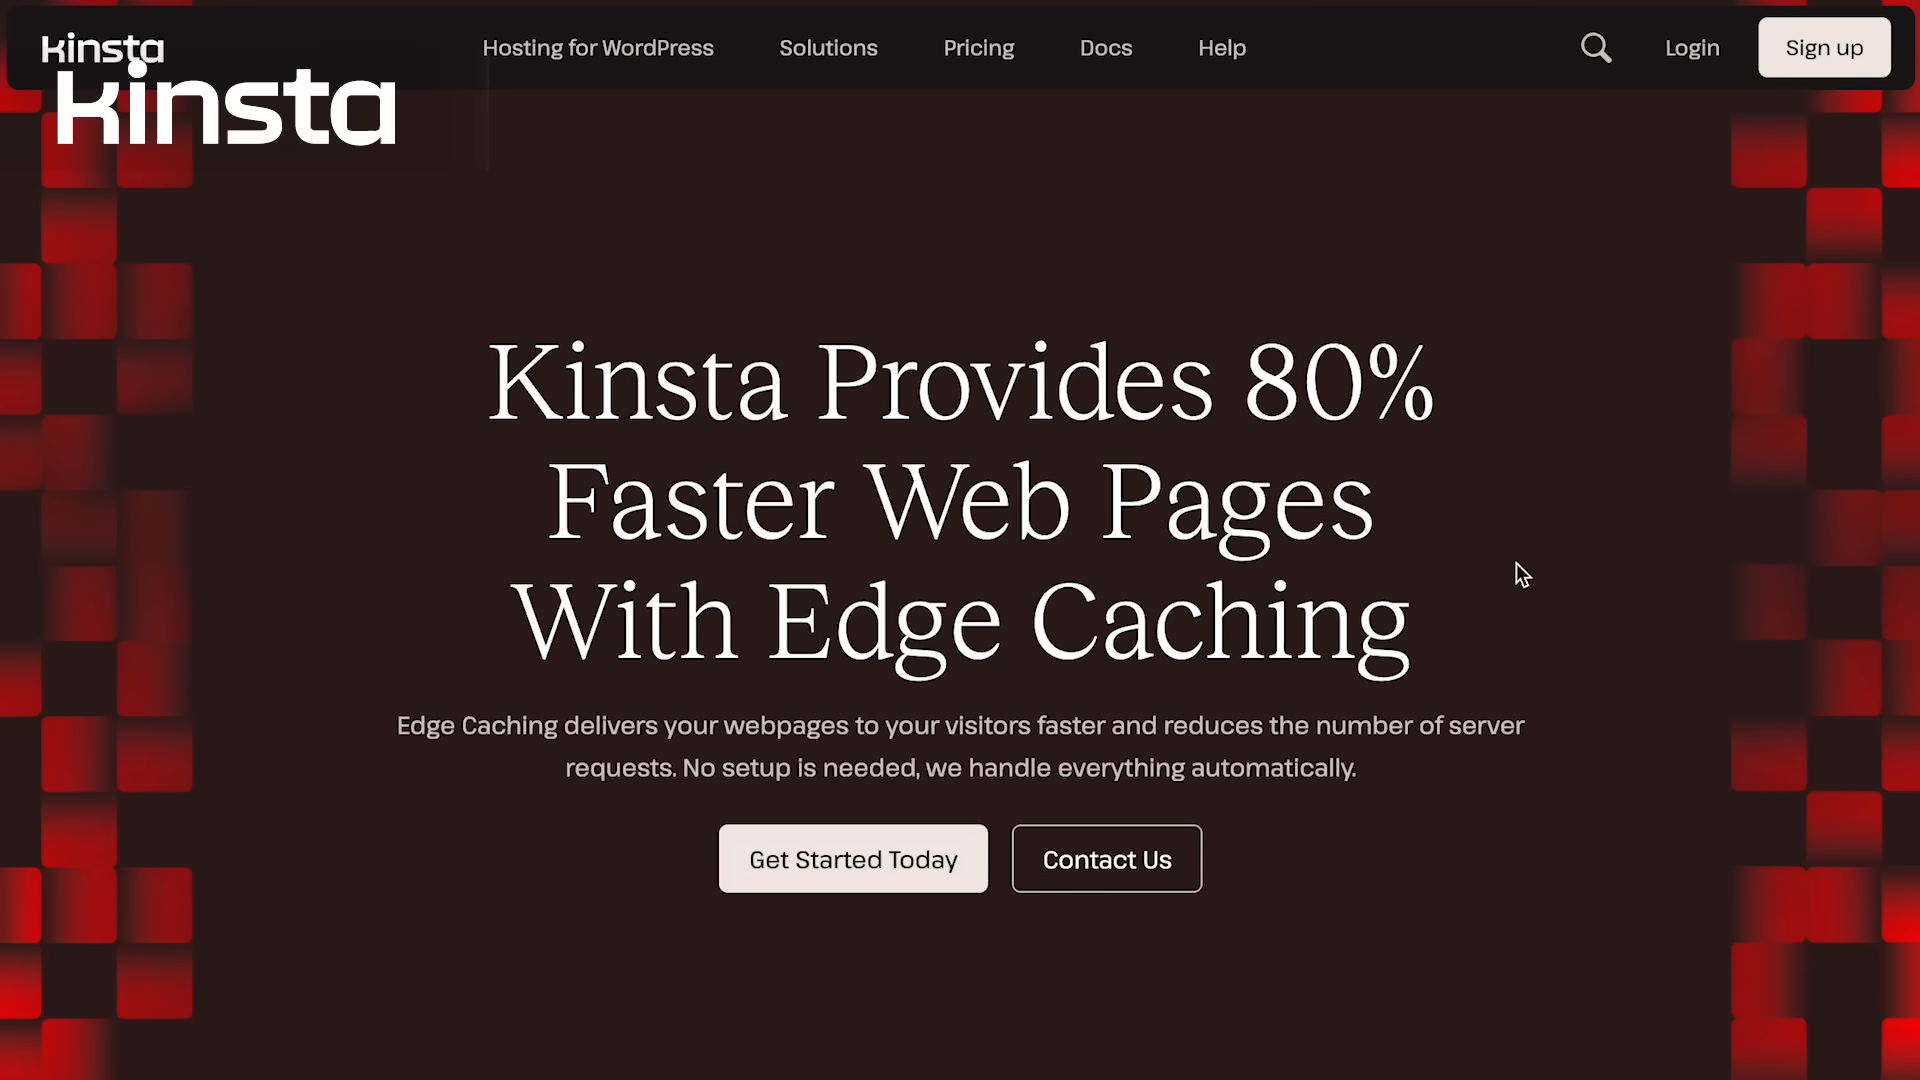 kinsta
Hosting for WordPress
Solutions
Pricing
Docs
Help
Login
Sign up
kinsta
Kinsta Provides 80%
Faster Web Pages
With Edge Caching
Edge Caching delivers your webpages to your visitors faster and reduces the number of server
requests. No setup is needed, we handle everything automatically.
Get Started Today
Contact Us